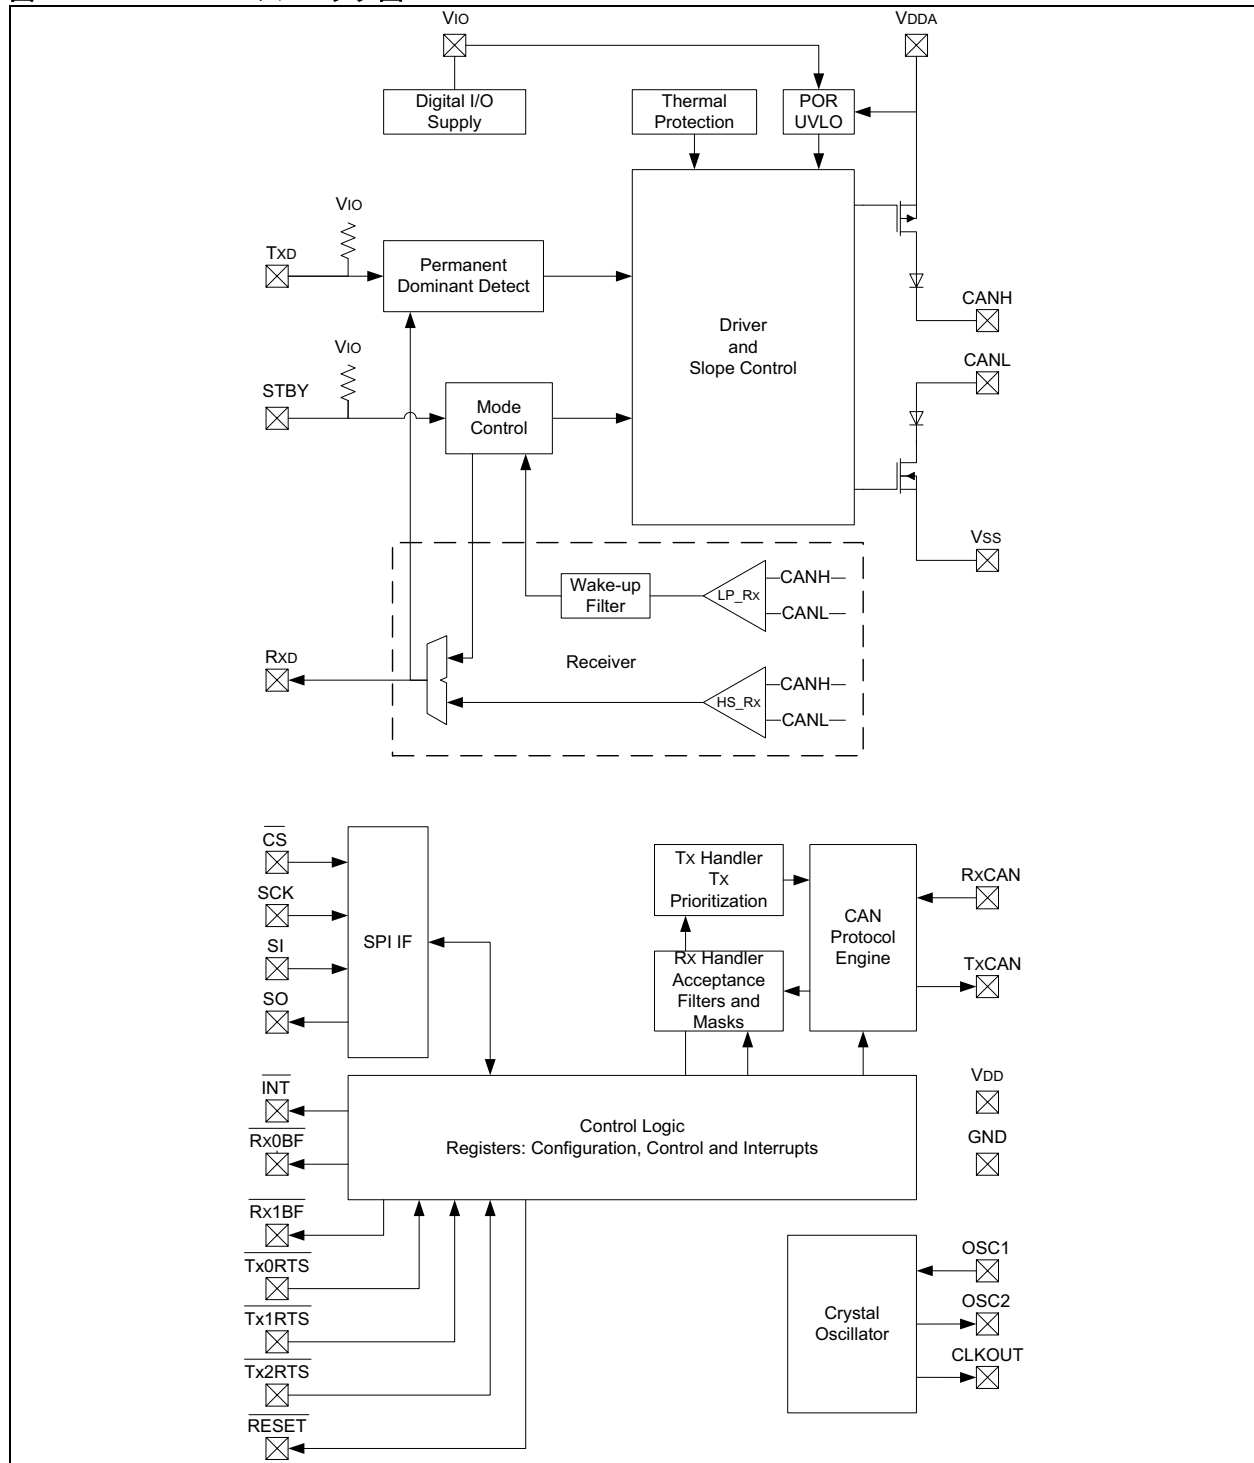 VIO
VDDA
Digital I/O
Supply
Thermal
Protection
POR
UVLO
VIO
TXD
Permanent
Dominant Detect
CANH
Driver
and
Slope Control
VIO
CANL
STBY
Mode
Control
VSS
Wake-up
Filter
LP_RX
CANH
CANL
RXD
Receiver
HS_RX
CANH
CANL
CS
SCK
SI
SO
SPI IF
TX Handler
TX
Prioritization
RX Handler
Acceptance
Filters and
Masks
CAN
Protocol
Engine
RXCAN
TXCAN
INT
RX0BF
Control Logic
Registers: Configuration, Control and Interrupts
VDD
GND
Rx1BF
Tx0RTS
Tx1RTS
Tx2RTS
RESET
Crystal
Oscillator
OSC1
OSC2
CLKOUT